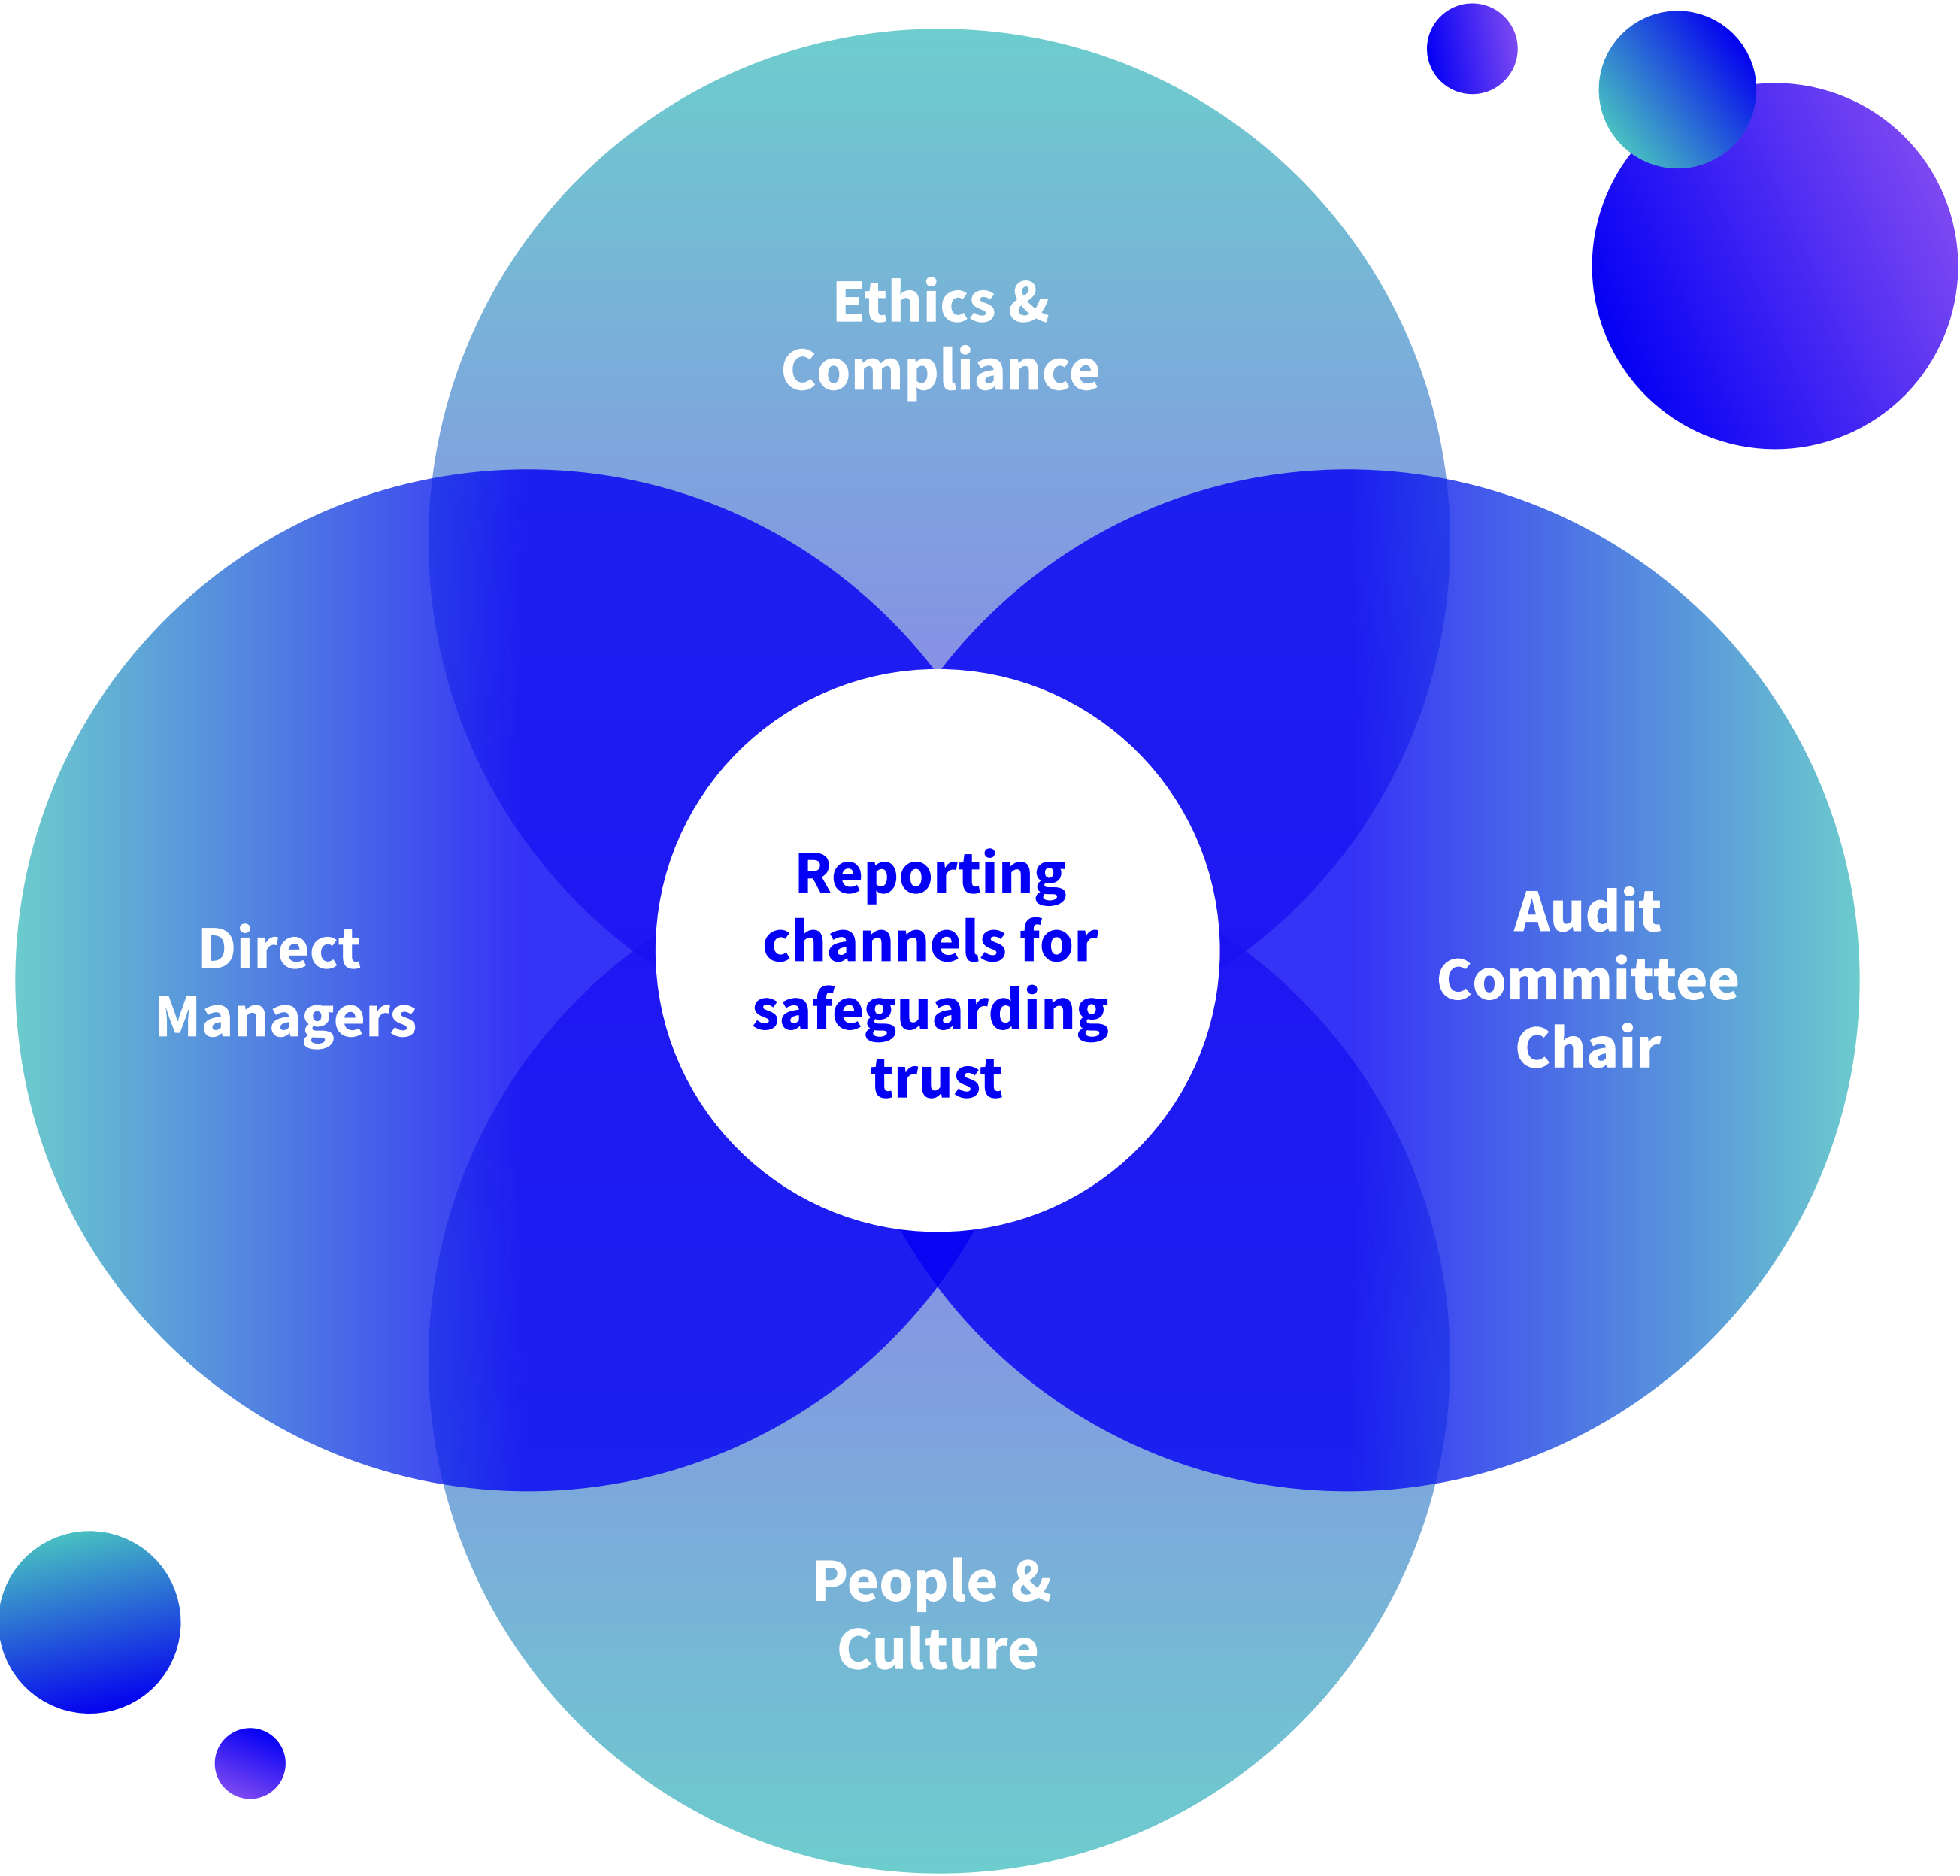 Ethics &
Compliance
Direct
Managers
Reporting
channels for
safeguarding
trust
Audit
Committee
Chair
People &
Culture